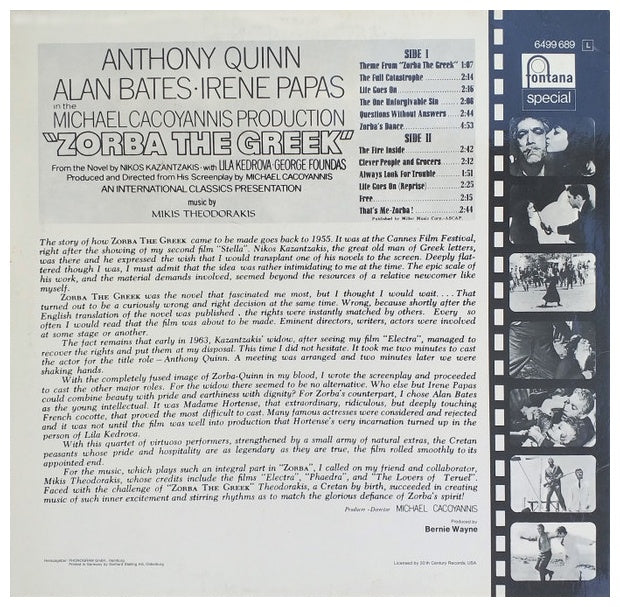 ANTHONY QUINN
ALAN BATES · IRENE PAPAS
in the
MICHAEL CACOYANNIS PRODUCTION
"ZORBA THE GREEK"
From the Novel by NIKOS KAZANTZAKIS · with LILA KEDROVA · GEORGE FOUNDAS
Produced and Directed from His Screenplay by MICHAEL CACOYANNIS
AN INTERNATIONAL CLASSICS PRESENTATION
music by
MIKIS THEODORAKIS
SIDE I
Theme From "Zorba The Greek" 1:07
The Full Catastrophe 2:14
Life Goes On 2:16
The One Unforgivable Sin 2:08
Questions Without Answers 2:44
Zorba's Dance 4:53
SIDE II
The Fire Inside 2:42
Clever People and Grocers 2:12
Always Look For Trouble 1:51
Life Goes On (Reprise) 2:25
Free 2:15
That's Me-Zorba! 2:44
Published by Miller Music Corp.-ASCAP
6499 689 L
fontana
special
The story of how ZORBA THE GREEK came to be made goes back to 1955. It was at the Cannes Film Festival,
right after the showing of my second film "Stella". Nikos Kazantzakis, the great old man of Greek letters,
was there and he expressed the wish that I would transplant one of his novels to the screen. Deeply flat-
tered though I was, I must admit that the idea was rather intimidating to me at the time. The epic scale of
his work, and the material demands involved, seemed beyond the resources of a relative newcomer like
myself.
ZORBA THE GREEK was the novel that fascinated me most, but I thought I would wait. . . . That
turned out to be a curiously wrong and right decision at the same time. Wrong, because shortly after the
English translation of the novel was published , the rights were instantly snatched by others. Every so
often I would read that the film was about to be made. Eminent directors, writers, actors were involved
at some stage or another.
The fact remains that early in 1963, Kazantzakis' widow, after seeing my film "Electra", managed to
recover the rights and put them at my disposal. This time I did not hesitate. It took me two minutes to cast
the actor for the title role – Anthony Quinn. A meeting was arranged and two minutes later we were
shaking hands.
With the completely fused image of Zorba-Quinn in my blood, I wrote the screenplay and proceeded
to cast the other major roles. For the widow there seemed to be no alternative. Who else but Irene Papas
could combine beauty with pride and earthiness with dignity? For Zorba's counterpart, I chose Alan Bates
as the young intellectual. It was Madame Hortense, that extraordinary, ridiculous, but deeply touching
French cocotte, that proved the most difficult to cast. Many famous actresses were considered and rejected
and it was not until the film was well into production that Hortense's very incarnation turned up in the
person of Lila Kedrova.
With this quartet of virtuoso performers, strengthened by a small army of natural extras, the Cretan
peasants whose pride and hospitality are as legendary as they are true, the film rolled smoothly to its
appointed end.
For the music, which plays such an integral part in "ZORBA", I called on my friend and collaborator,
Mikis Theodorakis, whose credits include the films "Electra", "Phaedra", and "The Lovers of Teruel".
Faced with the challenge of "ZORBA THE GREEK" Theodorakis, a Cretan by birth, succeeded in creating
music of such inner excitement and stirring rhythms as to match the glorious defiance of Zorba's spirit!
Produce -Director MICHAEL CACOYANNIS
Produced by
Bernie Wayne
Licensed by 20th Century Records, USA